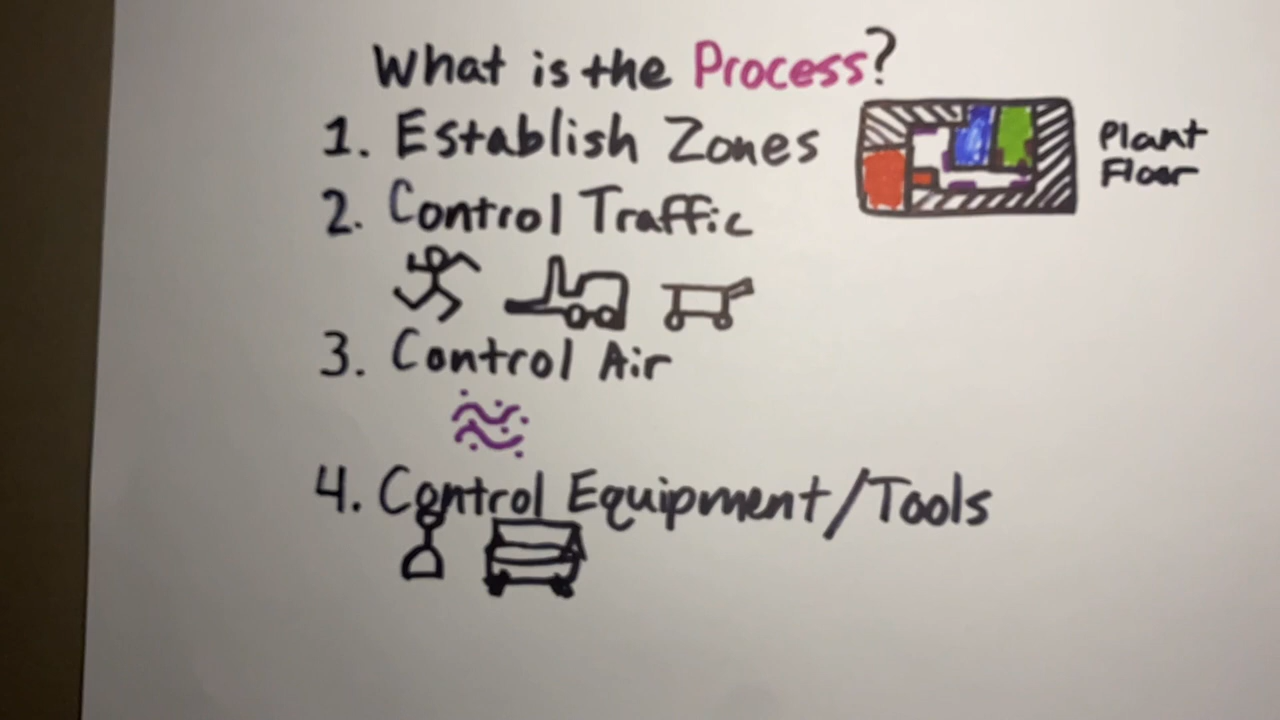 What is the Process?
1. Establish Zones
Plant
Floor
2. Control Traffic
3. Control Air
4. Control Equipment/Tools